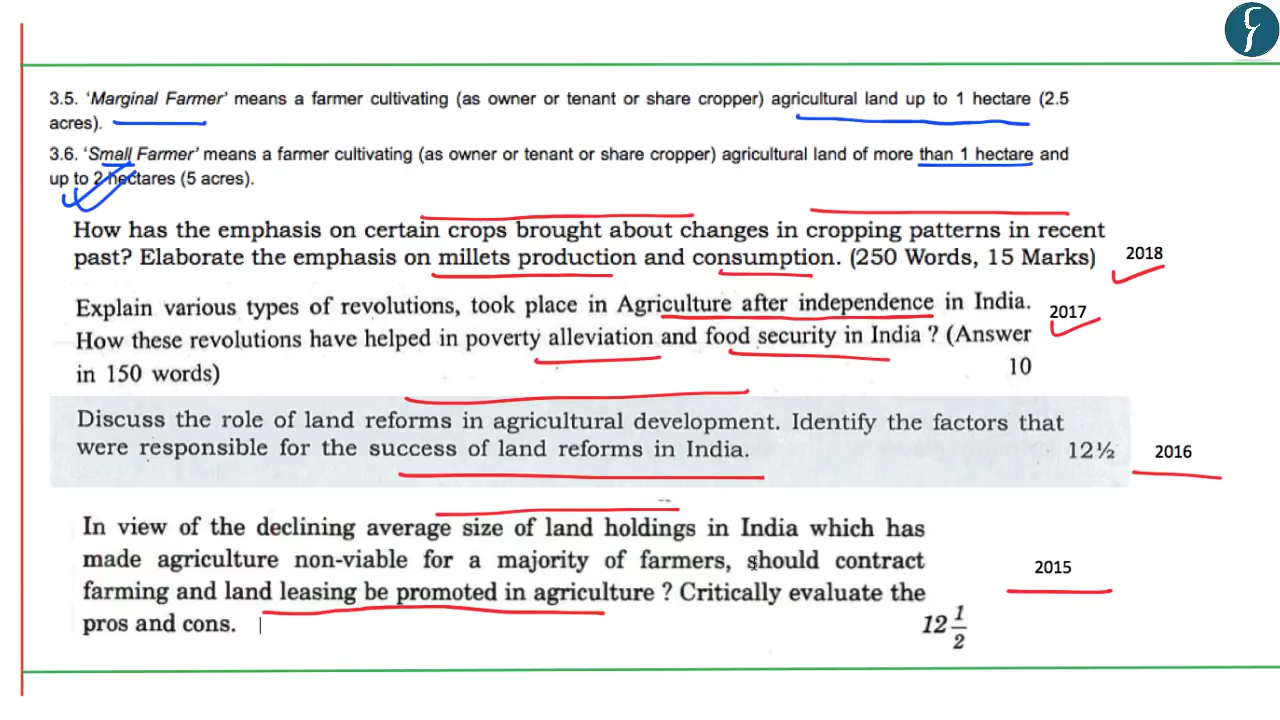 3.5. ‘Marginal Farmer’ means a farmer cultivating (as owner or tenant or share cropper) agricultural land up to 1 hectare (2.5
acres).
3.6. ‘Small Farmer’ means a farmer cultivating (as owner or tenant or share cropper) agricultural land of more than 1 hectare and
up to 2 hectares (5 acres).
How has the emphasis on certain crops brought about changes in cropping patterns in recent
past? Elaborate the emphasis on millets production and consumption. (250 Words, 15 Marks)
2018
Explain various types of revolutions, took place in Agriculture after independence in India.
2017
How these revolutions have helped in poverty alleviation and food security in India ? (Answer
in 150 words) 10
Discuss the role of land reforms in agricultural development. Identify the factors that
were responsible for the success of land reforms in India. 12½
2016
In view of the declining average size of land holdings in India which has
made agriculture non-viable for a majority of farmers, should contract
2015
farming and land leasing be promoted in agriculture ? Critically evaluate the
pros and cons. 12 1/2